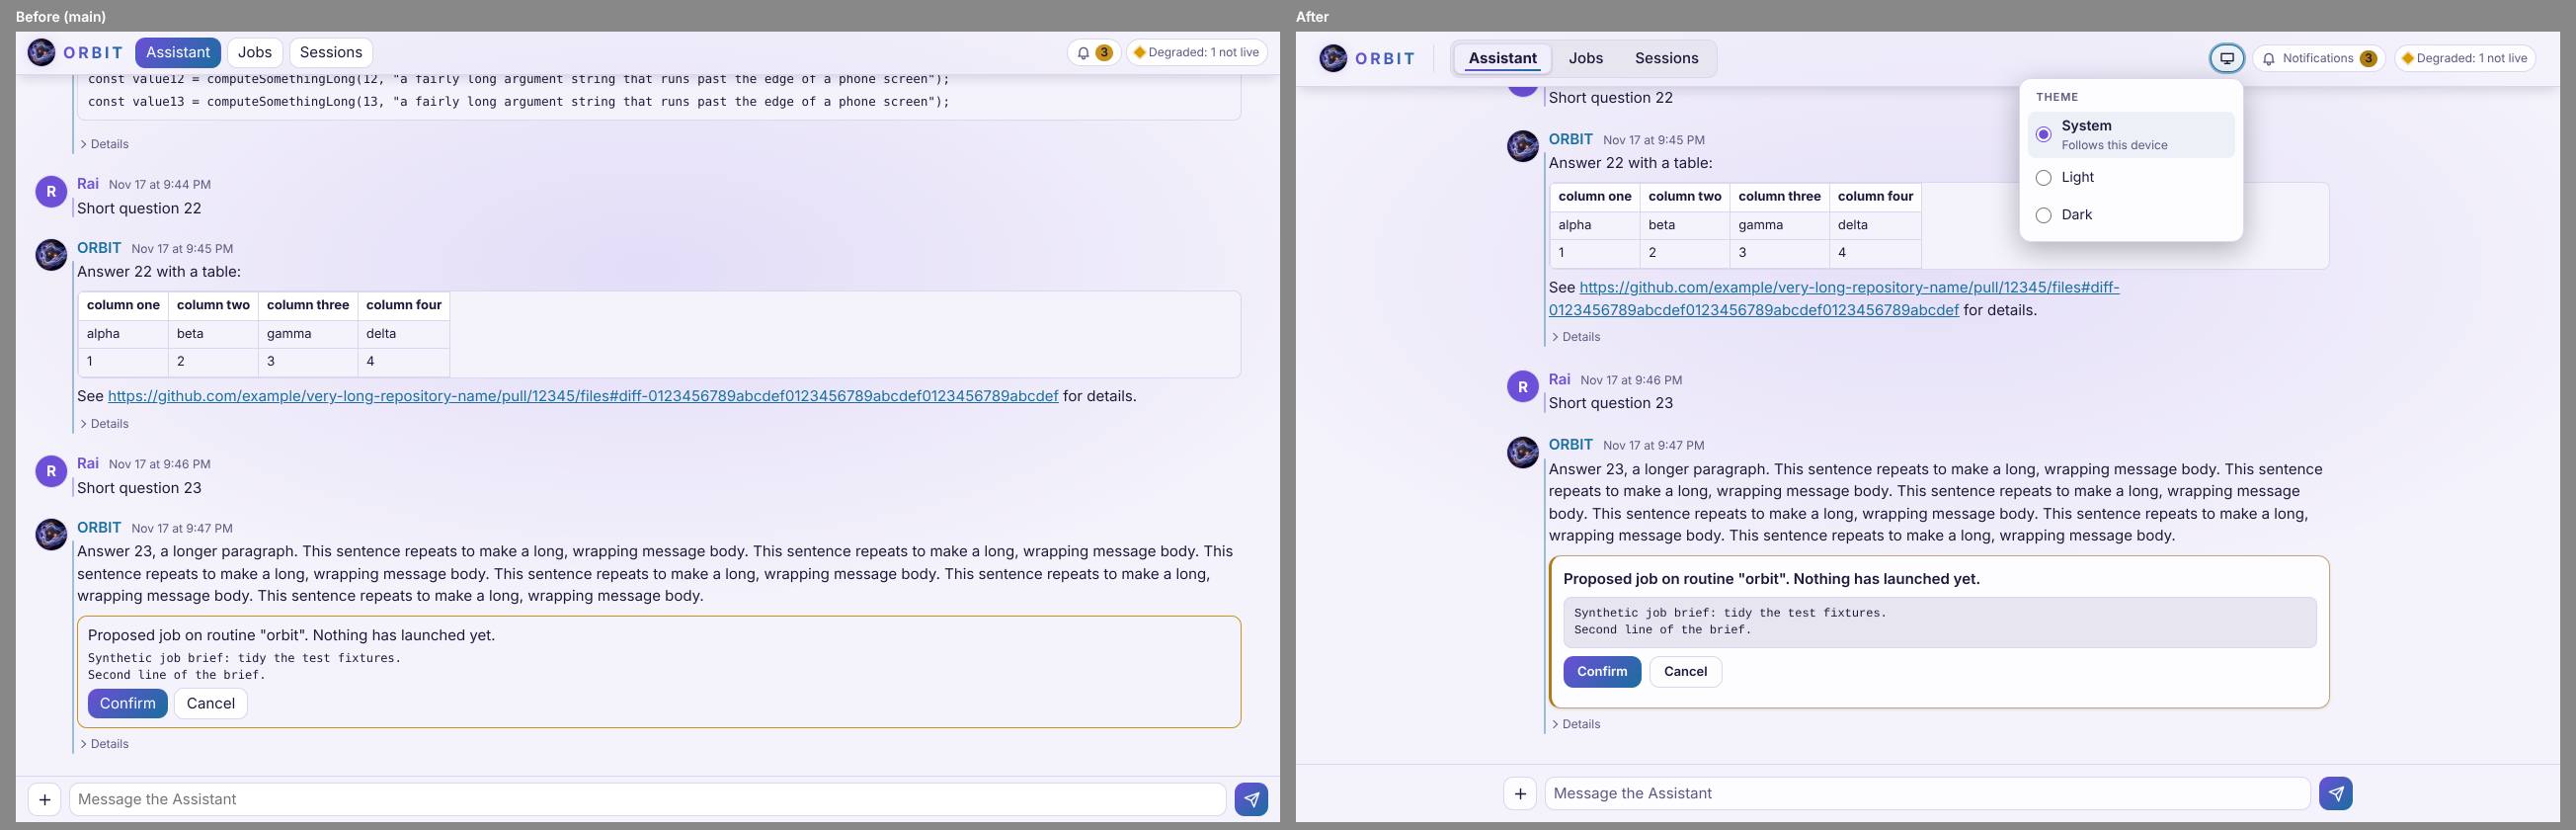 Before (main)
ORBIT
Assistant
Jobs
Sessions
3
Degraded: 1 not live
const value12 = computeSomethingLong(12, "a fairly long argument string that runs past the edge of a phone screen");
const value13 = computeSomethingLong(13, "a fairly long argument string that runs past the edge of a phone screen");
Details
R
Rai Nov 17 at 9:44 PM
Short question 22
ORBIT Nov 17 at 9:45 PM
Answer 22 with a table:
column one column two column three column four
alpha beta gamma delta
1 2 3 4
See https://github.com/example/very-long-repository-name/pull/12345/files#diff-0123456789abcdef0123456789abcdef0123456789abcdef for details.
Details
R
Rai Nov 17 at 9:46 PM
Short question 23
ORBIT Nov 17 at 9:47 PM
Answer 23, a longer paragraph. This sentence repeats to make a long, wrapping message body. This sentence repeats to make a long, wrapping message body. This
sentence repeats to make a long, wrapping message body. This sentence repeats to make a long, wrapping message body. This sentence repeats to make a long,
wrapping message body. This sentence repeats to make a long, wrapping message body.
Proposed job on routine "orbit". Nothing has launched yet.
Synthetic job brief: tidy the test fixtures.
Second line of the brief.
Confirm
Cancel
Details
Message the Assistant
After
ORBIT
Assistant
Jobs
Sessions
Notifications 3
Degraded: 1 not live
THEME
System
Follows this device
Light
Dark
Short question 22
ORBIT Nov 17 at 9:45 PM
Answer 22 with a table:
column one column two column three column four
alpha beta gamma delta
1 2 3 4
See https://github.com/example/very-long-repository-name/pull/12345/files#diff-
0123456789abcdef0123456789abcdef0123456789abcdef for details.
Details
R
Rai Nov 17 at 9:46 PM
Short question 23
ORBIT Nov 17 at 9:47 PM
Answer 23, a longer paragraph. This sentence repeats to make a long, wrapping message body. This sentence
repeats to make a long, wrapping message body. This sentence repeats to make a long, wrapping message
body. This sentence repeats to make a long, wrapping message body. This sentence repeats to make a long,
wrapping message body. This sentence repeats to make a long, wrapping message body.
Proposed job on routine "orbit". Nothing has launched yet.
Synthetic job brief: tidy the test fixtures.
Second line of the brief.
Confirm
Cancel
Details
Message the Assistant